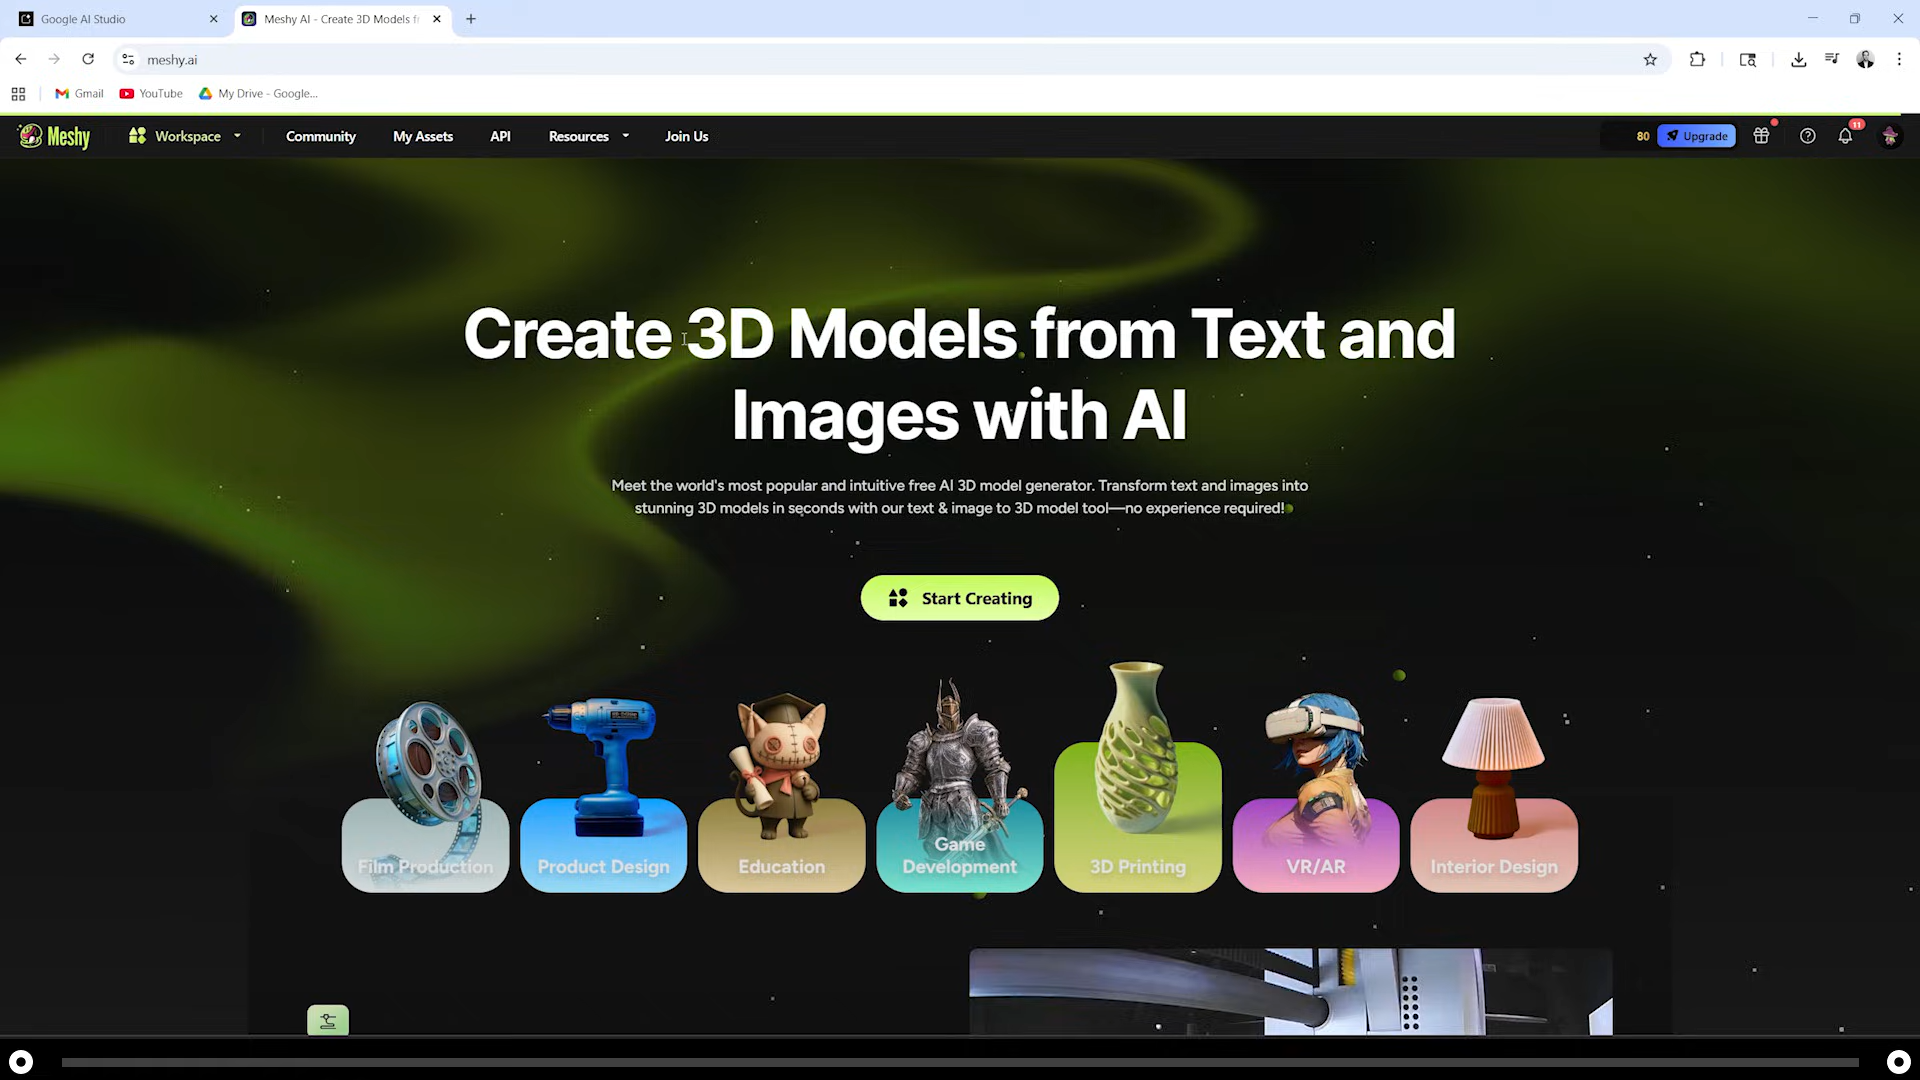 Google AI Studio
Meshy AI - Create 3D Models f
meshy.ai
Gmail
YouTube
My Drive - Google...
Meshy
Workspace
Community
My Assets
API
Resources
Join Us
80
Upgrade
11
Create 3D Models from Text and
Images with AI
Meet the world's most popular and intuitive free AI 3D model generator. Transform text and images into
stunning 3D models in seconds with our text & image to 3D model tool—no experience required!
Start Creating
Film Production
Product Design
Education
Game
Development
3D Printing
VR/AR
Interior Design